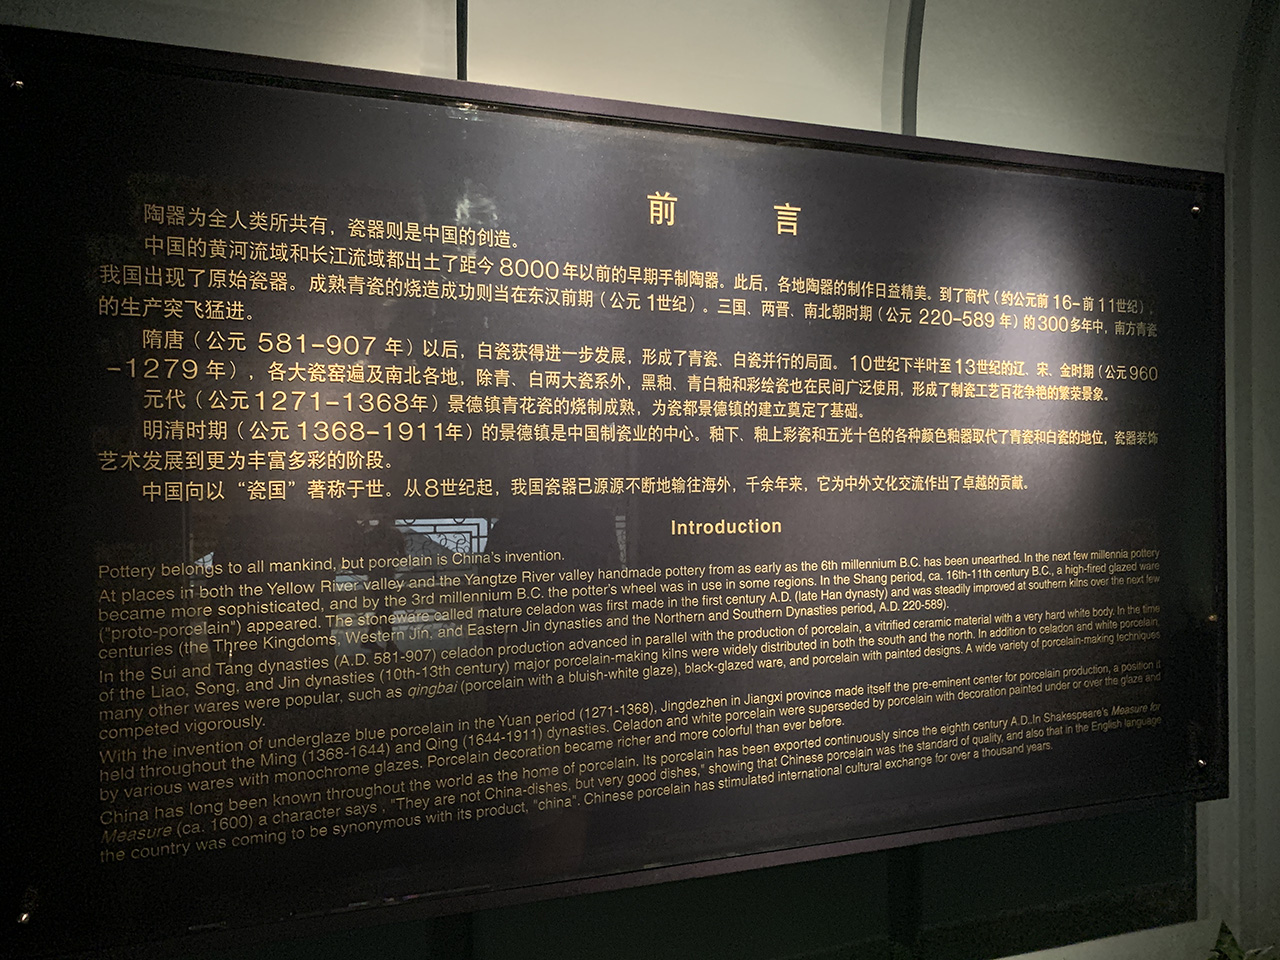 前 言
陶器为全人类所共有，瓷器则是中国的创造。
中国的黄河流域和长江流域都出土了距今8000年以前的早期手制陶器。此后，各地陶器的制作日益精美。到了商代（约公元前16-前11世纪），
我国出现了原始瓷器。成熟青瓷的烧造成功则当在东汉前期（公元1世纪）。三国、两晋、南北朝时期（公元 220-589 年）的300多年中，南方青瓷
的生产突飞猛进。
隋唐（公元 581-907 年）以后，白瓷获得进一步发展，形成了青瓷、白瓷并行的局面。10世纪下半叶至13世纪的辽、宋、金时期（公元960
-1279年），各大瓷窑遍及南北各地，除青、白两大瓷系外，黑釉、青白釉和彩绘瓷也在民间广泛使用，形成了制瓷工艺百花争艳的繁荣景象。
元代（公元1271-1368年）景德镇青花瓷的烧制成熟，为瓷都景德镇的建立奠定了基础。
明清时期（公元1368-1911年）的景德镇是中国制瓷业的中心。釉下、釉上彩瓷和五光十色的各种颜色釉器取代了青瓷和白瓷的地位，瓷器装饰
艺术发展到更为丰富多彩的阶段。
中国向以“瓷国”著称于世。从8世纪起，我国瓷器已源源不断地输往海外，千余年来，它为中外文化交流作出了卓越的贡献。
Introduction
Pottery belongs to all mankind, but porcelain is China's invention.
At places in both the Yellow River valley and the Yangtze River valley handmade pottery from as early as the 6th millennium B.C. has been unearthed. In the next few millennia pottery
became more sophisticated, and by the 3rd millennium B.C. the potter's wheel was in use in some regions. In the Shang period, ca. 16th-11th century B.C., a high-fired glazed ware
("proto-porcelain") appeared. The stoneware called mature celadon was first made in the first century A.D. (late Han dynasty) and was steadily improved at southern kilns over the next few
centuries (the Three Kingdoms, Western Jin, and Eastern Jin dynasties and the Northern and Southern Dynasties period, A.D. 220-589).
In the Sui and Tang dynasties (A.D. 581-907) celadon production advanced in parallel with the production of porcelain, a vitrified ceramic material with a very hard white body. In the time
of the Liao, Song, and Jin dynasties (10th-13th century) major porcelain-making kilns were widely distributed in both the south and the north. In addition to celadon and white porcelain,
many other wares were popular, such as qingbai (porcelain with a bluish-white glaze), black-glazed ware, and porcelain with painted designs. A wide variety of porcelain-making techniques
competed vigorously.
With the invention of underglaze blue porcelain in the Yuan period (1271-1368), Jingdezhen in Jiangxi province made itself the pre-eminent center for porcelain production, a position it
held throughout the Ming (1368-1644) and Qing (1644-1911) dynasties. Celadon and white porcelain were superseded by porcelain with decoration painted under or over the glaze and
by various wares with monochrome glazes. Porcelain decoration became richer and more colorful than ever before.
China has long been known throughout the world as the home of porcelain. Its porcelain has been exported continuously since the eighth century A.D..In Shakespeare's Measure for
Measure (ca. 1600) a character says , "They are not China-dishes, but very good dishes," showing that Chinese porcelain was the standard of quality, and also that in the English language
the country was coming to be synonymous with its product, "china". Chinese porcelain has stimulated international cultural exchange for over a thousand years.